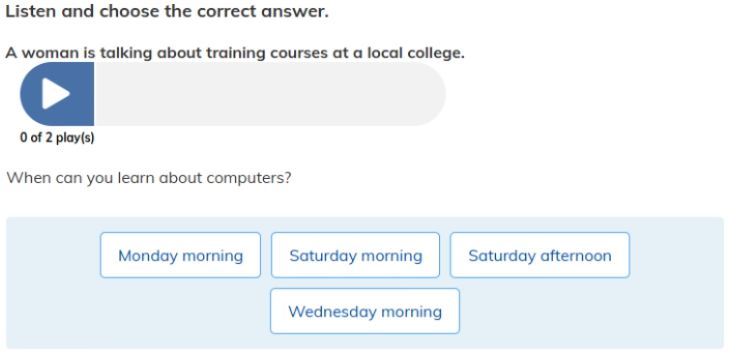 Listen and choose the correct answer.
A woman is talking about training courses at a local college.
0 of 2 play(s)
When can you learn about computers?
Monday morning
Saturday morning
Saturday afternoon
Wednesday morning